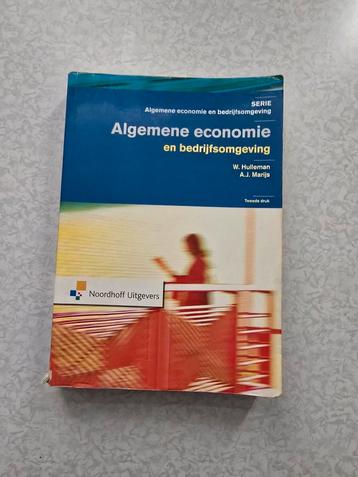 SERIE
Algemene economie en bedrijfsomgeving
Algemene economie
en bedrijfsomgeving
W. Hulleman
A.J. Marijs
Tweede druk
Noordhoff Uitgevers